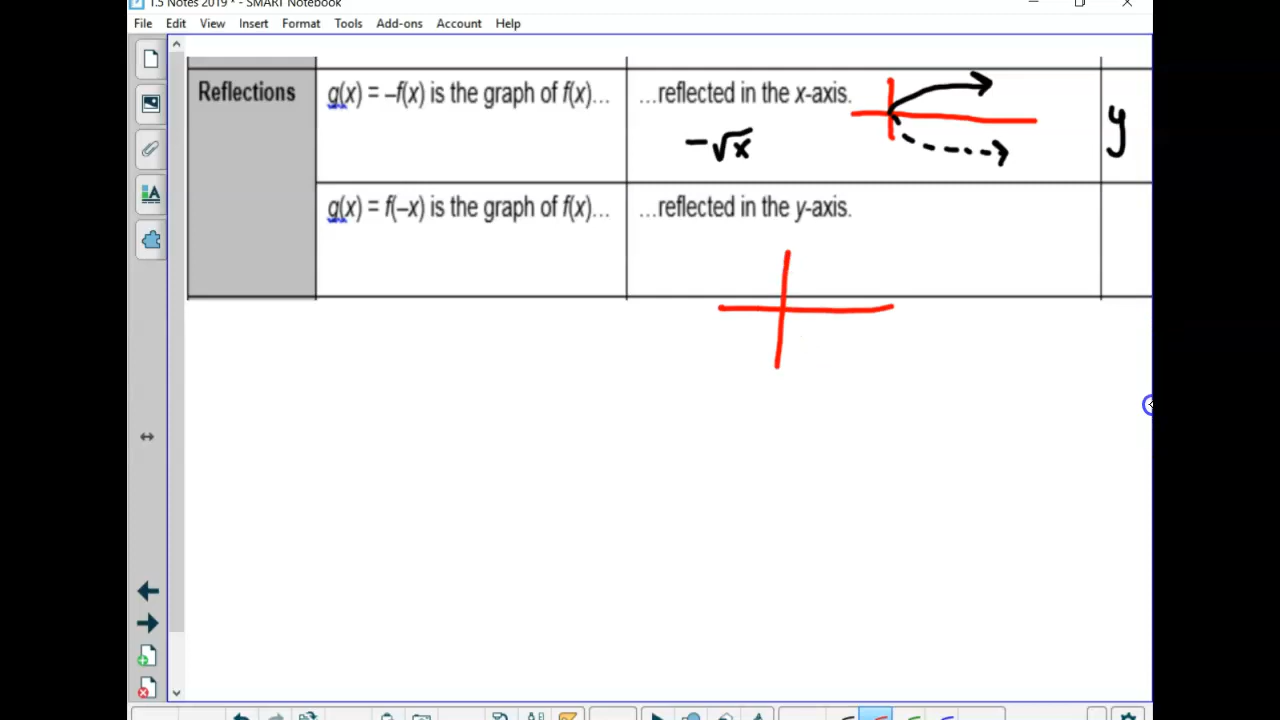 1.5 Notes 2019 * - SMART Notebook
File Edit View Insert Format Tools Add-ons Account Help
Reflections
g(x) = –f(x) is the graph of f(x)…
…reflected in the x-axis.
-√x
y
g(x) = f(–x) is the graph of f(x)…
…reflected in the y-axis.